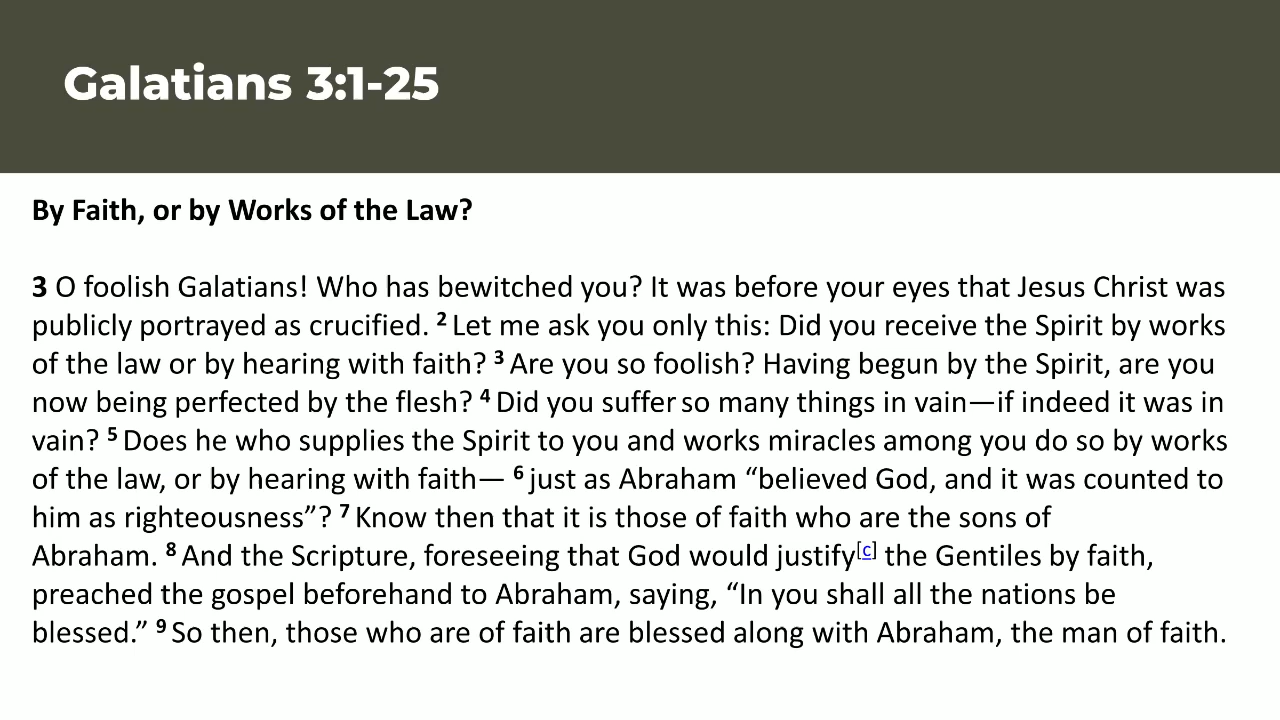 Galatians 3:1-25
By Faith, or by Works of the Law?
3 O foolish Galatians! Who has bewitched you? It was before your eyes that Jesus Christ was
publicly portrayed as crucified. 2 Let me ask you only this: Did you receive the Spirit by works
of the law or by hearing with faith? 3 Are you so foolish? Having begun by the Spirit, are you
now being perfected by the flesh? 4 Did you suffer so many things in vain—if indeed it was in
vain? 5 Does he who supplies the Spirit to you and works miracles among you do so by works
of the law, or by hearing with faith— 6 just as Abraham “believed God, and it was counted to
him as righteousness”? 7 Know then that it is those of faith who are the sons of
Abraham. 8 And the Scripture, foreseeing that God would justify[c] the Gentiles by faith,
preached the gospel beforehand to Abraham, saying, “In you shall all the nations be
blessed.” 9 So then, those who are of faith are blessed along with Abraham, the man of faith.